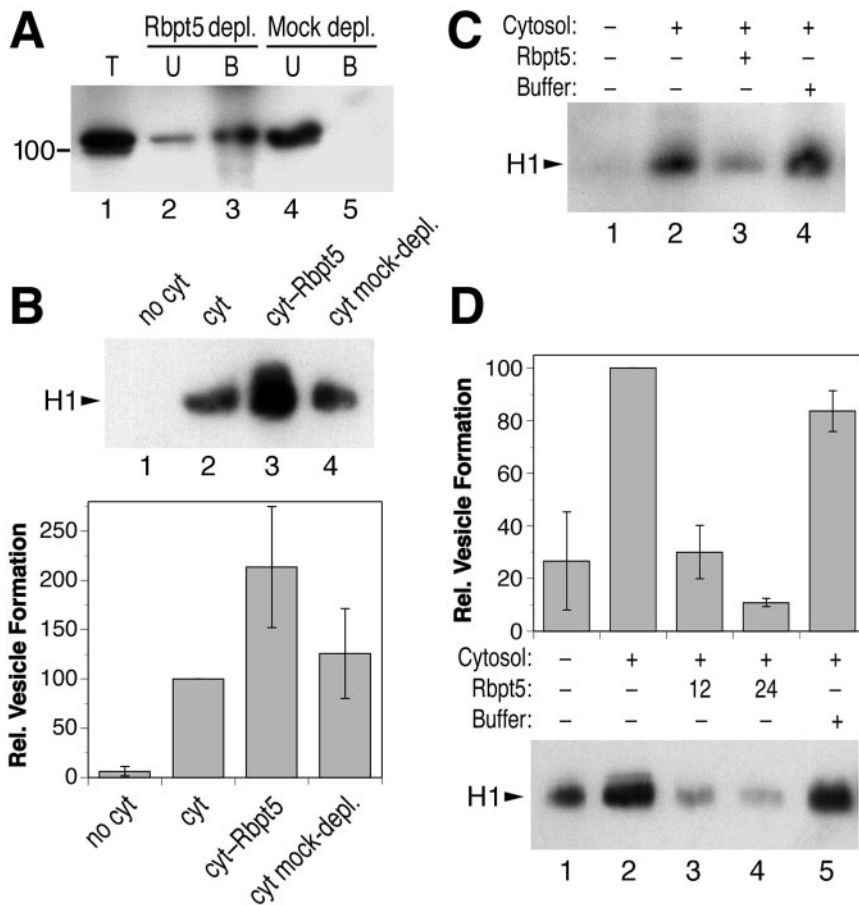 A
Rbpt5 depl. Mock depl.
T U B U B
100
1 2 3 4 5
B
no cyt cyt cyt–Rbpt5 cyt mock-depl.
H1
1 2 3 4
Rel. Vesicle Formation
250
200
150
100
50
0
no cyt cyt cyt–Rbpt5 cyt mock-depl.
C
Cytosol: – + + +
Rbpt5: – – + –
Buffer: – – – +
H1
1 2 3 4
D
Rel. Vesicle Formation
100
80
60
40
20
0
Cytosol: – + + + +
Rbpt5: – – 12 24 –
Buffer: – – – – +
H1
1 2 3 4 5